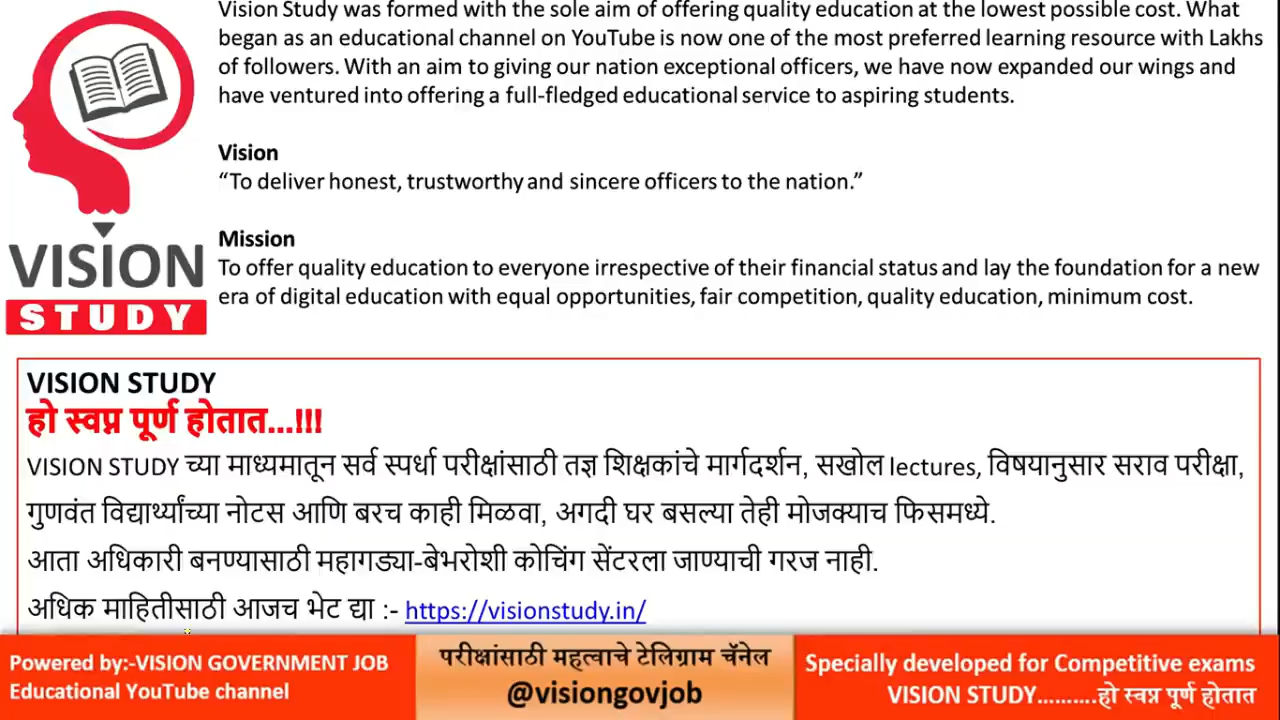 Vision Study was formed with the sole aim of offering quality education at the lowest possible cost. What
began as an educational channel on YouTube is now one of the most preferred learning resource with Lakhs
of followers. With an aim to giving our nation exceptional officers, we have now expanded our wings and
have ventured into offering a full-fledged educational service to aspiring students.
Vision
“To deliver honest, trustworthy and sincere officers to the nation.”
Mission
To offer quality education to everyone irrespective of their financial status and lay the foundation for a new
era of digital education with equal opportunities, fair competition, quality education, minimum cost.
VISION
STUDY
VISION STUDY
हो स्वप्न पूर्ण होतात...!!!
VISION STUDY च्या माध्यमातून सर्व स्पर्धा परीक्षांसाठी तज्ञ शिक्षकांचे मार्गदर्शन, सखोल lectures, विषयानुसार सराव परीक्षा,
गुणवंत विद्यार्थ्यांच्या नोटस आणि बरच काही मिळवा, अगदी घर बसल्या तेही मोजक्याच फिसमध्ये.
आता अधिकारी बनण्यासाठी महागड्या-बेभरोशी कोचिंग सेंटरला जाण्याची गरज नाही.
अधिक माहितीसाठी आजच भेट द्या :- https://visionstudy.in/
Powered by:-VISION GOVERNMENT JOB
Educational YouTube channel
परीक्षांसाठी महत्वाचे टेलिग्राम चॅनेल
@visiongovjob
Specially developed for Competitive exams
VISION STUDY..........हो स्वप्न पूर्ण होतात